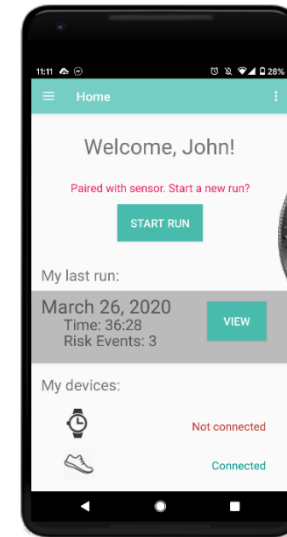 11:11 28%
Home
Welcome, John!
Paired with sensor. Start a new run?
START RUN
My last run:
March 26, 2020
Time: 36:28
Risk Events: 3
VIEW
My devices:
Not connected
Connected